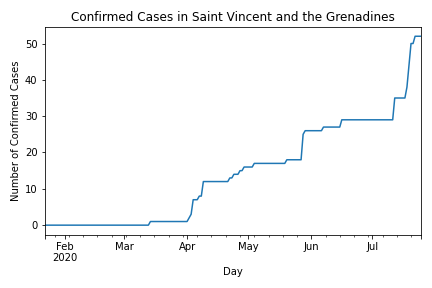 Confirmed Cases in Saint Vincent and the Grenadines
Number of Confirmed Cases
50
40
30
20
10
0
Feb Mar Apr May Jun Jul
2020
Day